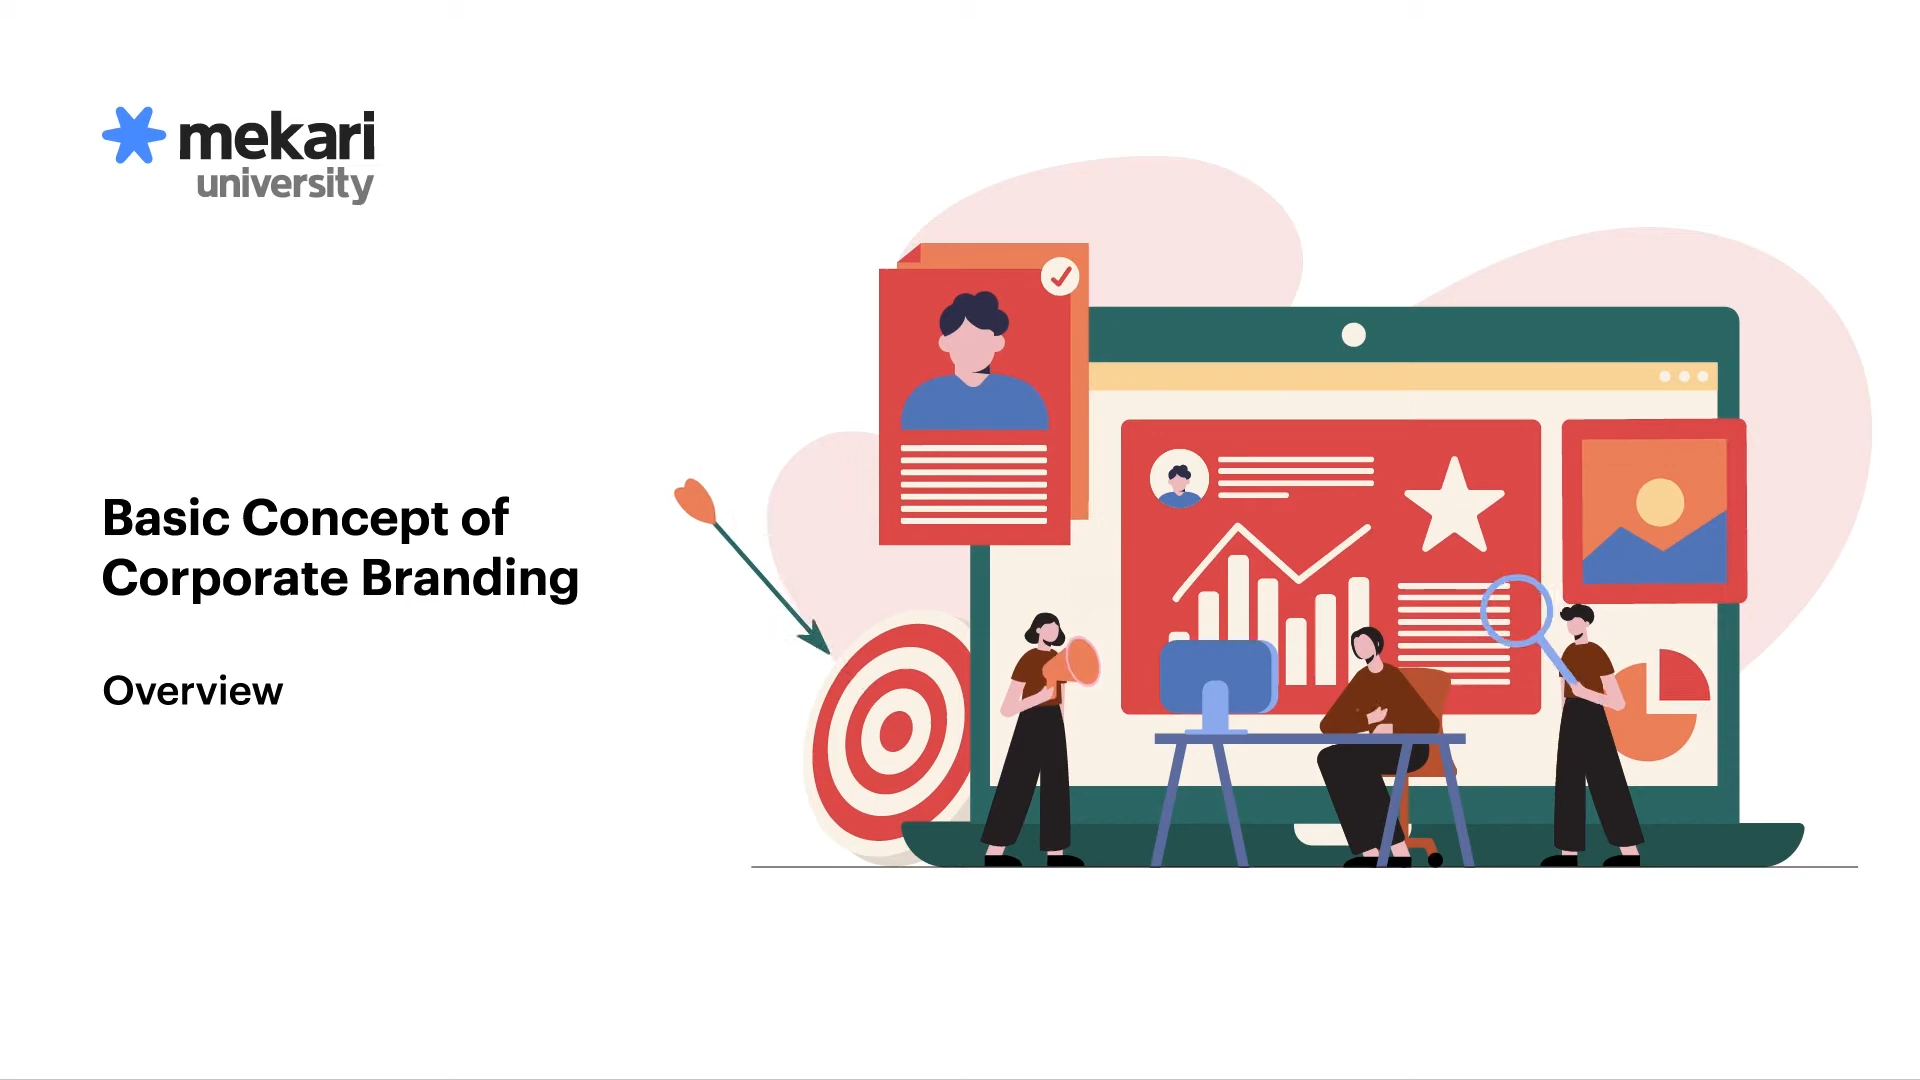 mekari
university
Basic Concept of
Corporate Branding
Overview